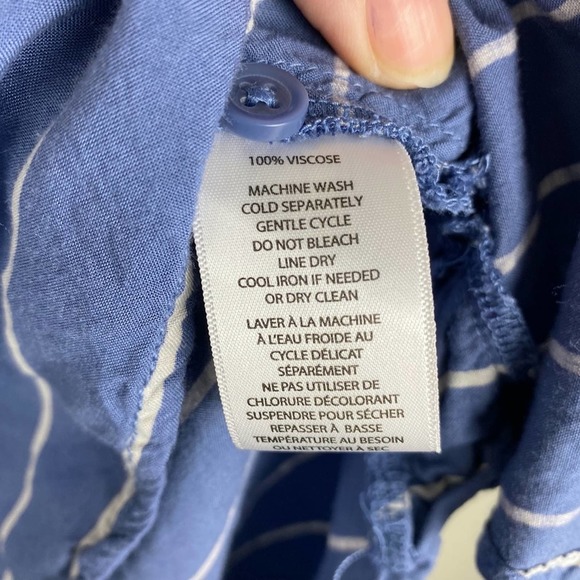 100% VISCOSE
MACHINE WASH
COLD SEPARATELY
GENTLE CYCLE
DO NOT BLEACH
LINE DRY
COOL IRON IF NEEDED
OR DRY CLEAN
LAVER À LA MACHINE
À L'EAU FROIDE AU
CYCLE DÉLICAT
SÉPARÉMENT
NE PAS UTILISER DE
CHLORURE DÉCOLORANT
SUSPENDRE POUR SÉCHER
REPASSER À BASSE
TEMPÉRATURE AU BESOIN
OU NETTOYER À SEC